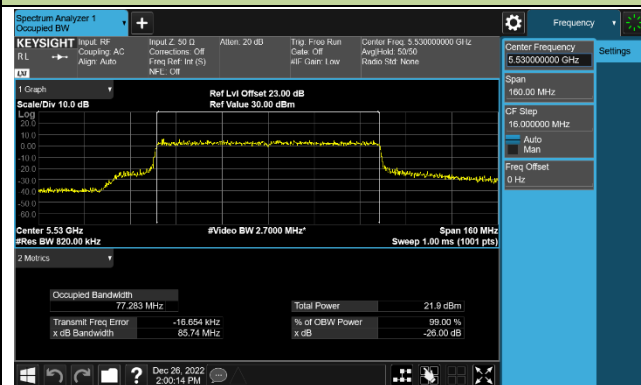 Spectrum Analyzer 1
Occupied BW
Frequency
KEYSIGHT
Input: RF
Input Z: 50 Ω
Atten: 20 dB
Trig: Free Run
Center Freq: 5.530000000 GHz
RL
Coupling: AC
Corrections: Off
Gate: Off
Avg|Hold: 50/50
Align: Auto
Freq Ref: Int (S)
#IF Gain: Low
Radio Std: None
LXI
NFE: Off
Center Frequency
5.530000000 GHz
Settings
Span
160.00 MHz
CF Step
16.000000 MHz
Auto
Man
Freq Offset
0 Hz
1 Graph
Ref Lvl Offset 23.00 dB
Scale/Div 10.0 dB
Ref Value 30.00 dBm
Log
20.0
10.0
0.00
-10.0
-20.0
-30.0
-40.0
-50.0
-60.0
Center 5.53 GHz
#Video BW 2.7000 MHz*
Span 160 MHz
#Res BW 820.00 kHz
Sweep 1.00 ms (1001 pts)
2 Metrics
Occupied Bandwidth
77.283 MHz
Total Power
21.9 dBm
Transmit Freq Error
-16.654 kHz
% of OBW Power
99.00 %
x dB Bandwidth
85.74 MHz
x dB
-26.00 dB
?
Dec 26, 2022
2:00:14 PM